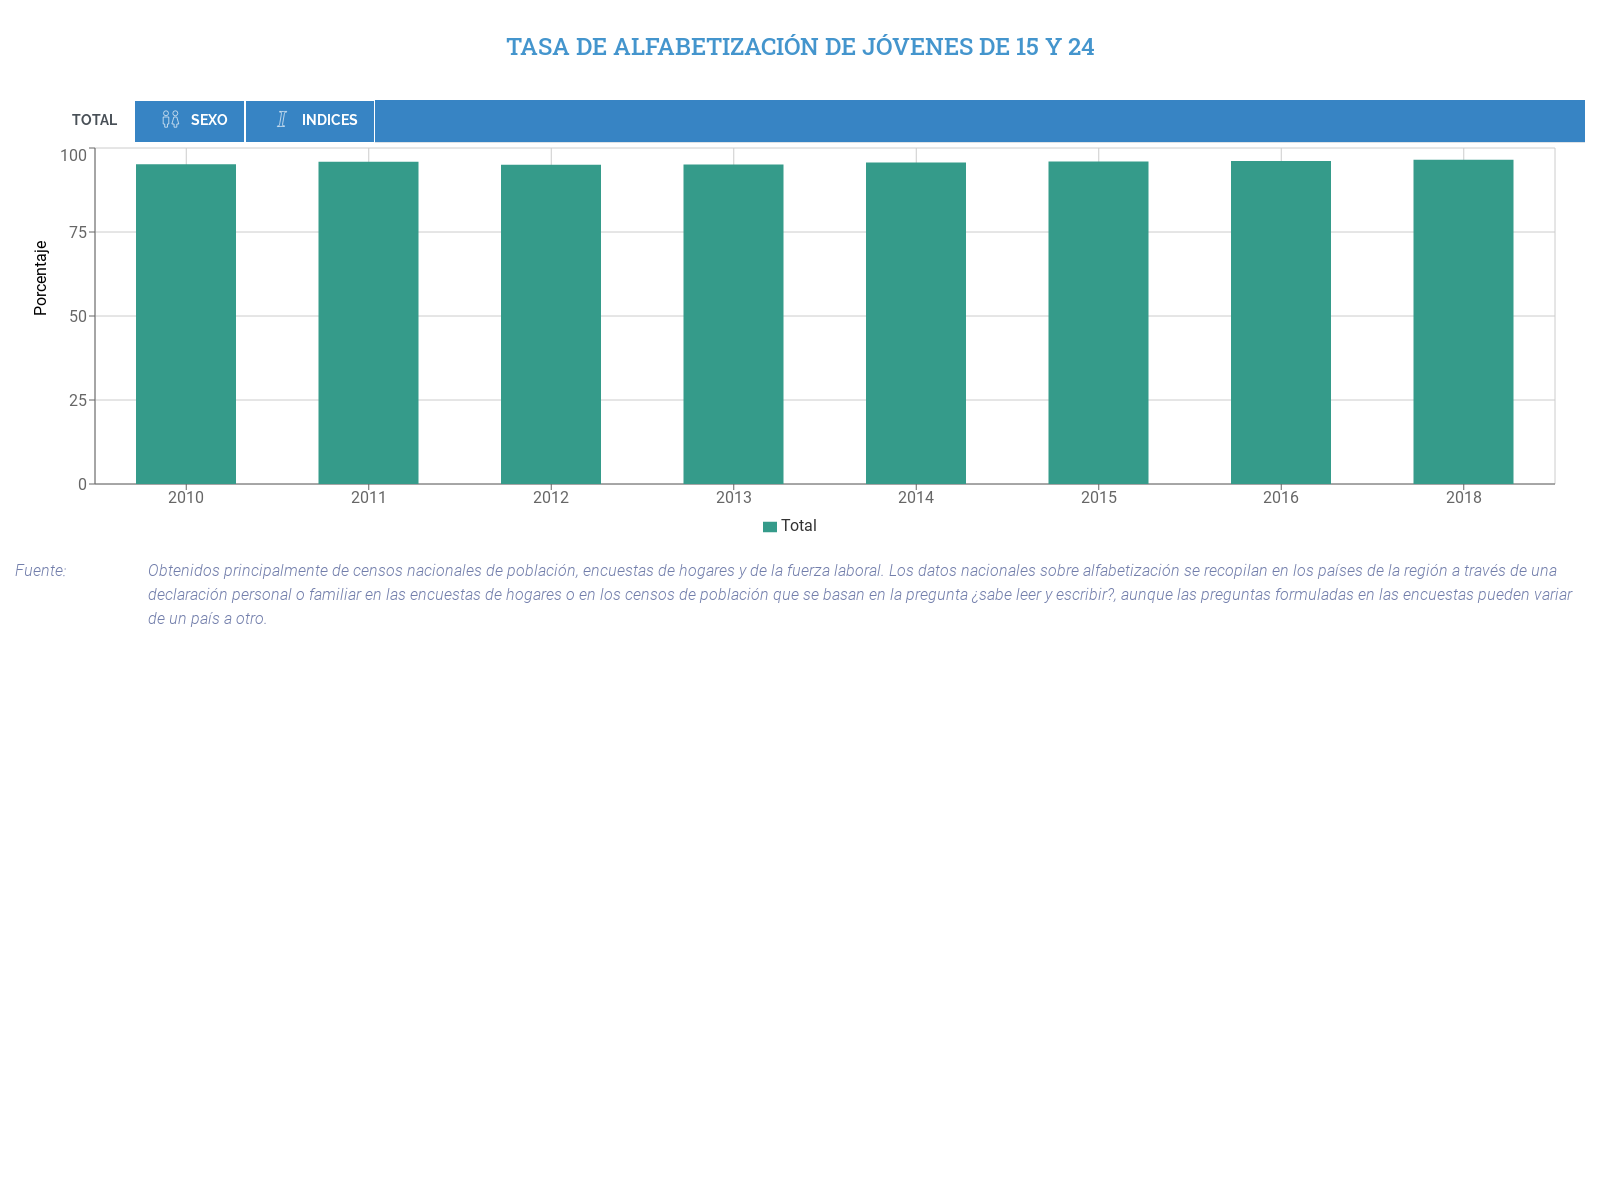 TASA DE ALFABETIZACIÓN DE JÓVENES DE 15 Y 24
TOTAL SEXO INDICES
100
75
50
25
0
Porcentaje
2010 2011 2012 2013 2014 2015 2016 2018
Total
Fuente: Obtenidos principalmente de censos nacionales de población, encuestas de hogares y de la fuerza laboral. Los datos nacionales sobre alfabetización se recopilan en los países de la región a través de una
declaración personal o familiar en las encuestas de hogares o en los censos de población que se basan en la pregunta ¿sabe leer y escribir?, aunque las preguntas formuladas en las encuestas pueden variar
de un país a otro.